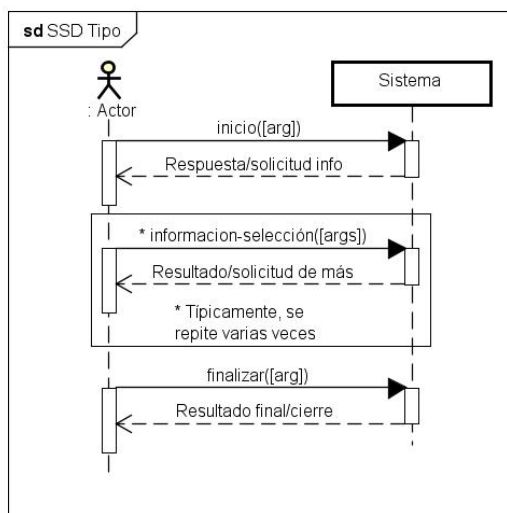 sd SSD Tipo
: Actor
Sistema
inicio([arg])
Respuesta/solicitud info
* informacion-selección([args])
Resultado/solicitud de más
* Típicamente, se
repite varias veces
finalizar([arg])
Resultado final/cierre